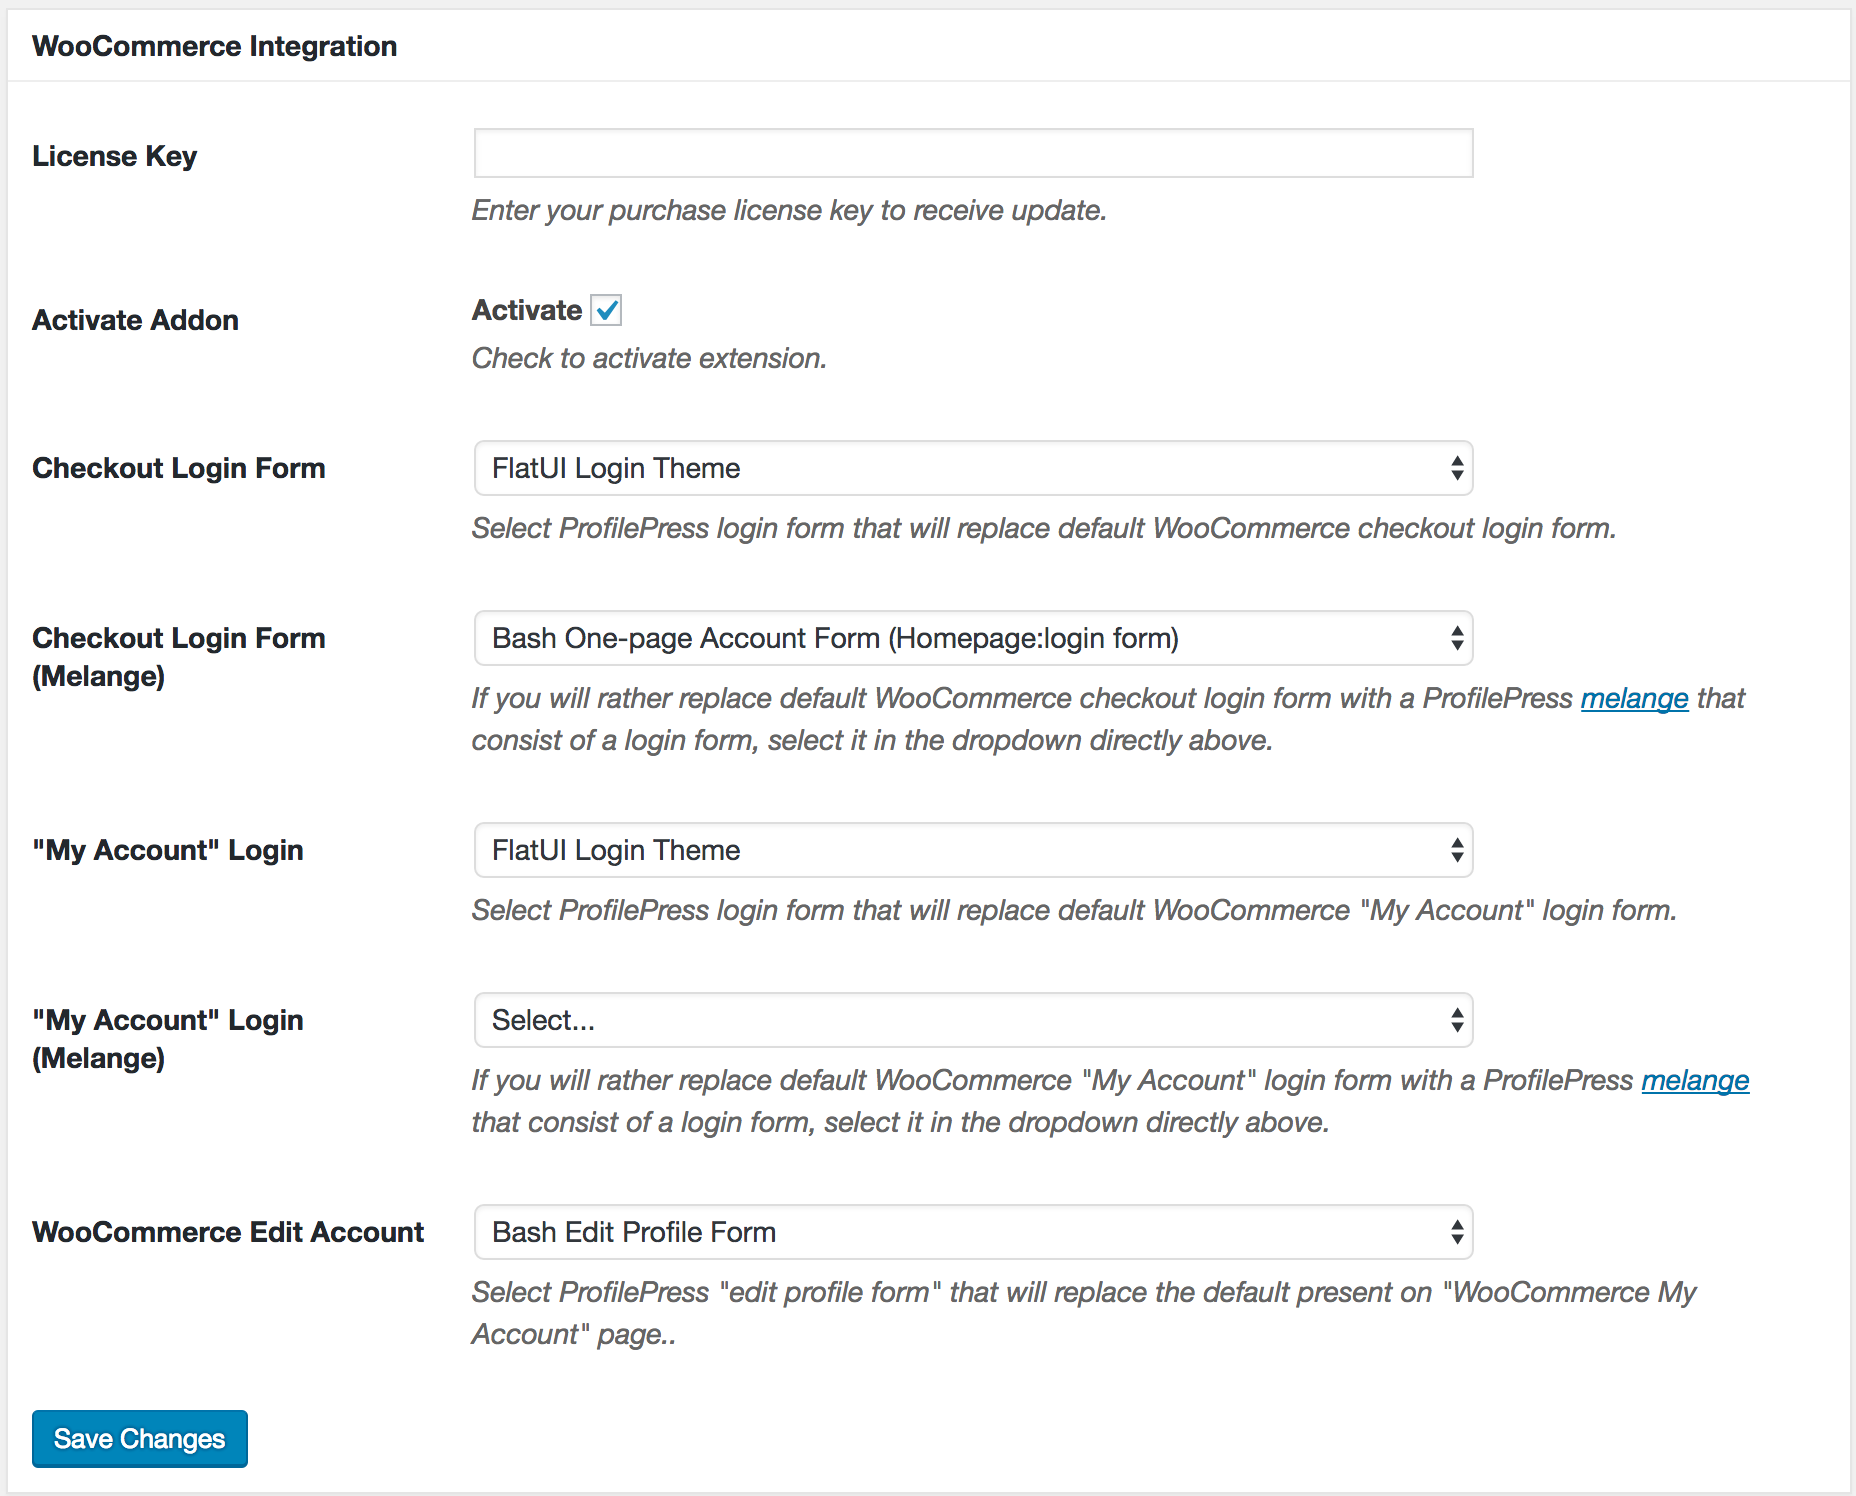 WooCommerce Integration
License Key
Enter your purchase license key to receive update.
Activate Addon
Activate
Check to activate extension.
Checkout Login Form
FlatUI Login Theme
Select ProfilePress login form that will replace default WooCommerce checkout login form.
Checkout Login Form
(Melange)
Bash One-page Account Form (Homepage:login form)
If you will rather replace default WooCommerce checkout login form with a ProfilePress melange that
consist of a login form, select it in the dropdown directly above.
"My Account" Login
FlatUI Login Theme
Select ProfilePress login form that will replace default WooCommerce "My Account" login form.
"My Account" Login
(Melange)
Select...
If you will rather replace default WooCommerce "My Account" login form with a ProfilePress melange
that consist of a login form, select it in the dropdown directly above.
WooCommerce Edit Account
Bash Edit Profile Form
Select ProfilePress "edit profile form" that will replace the default present on "WooCommerce My
Account" page..
Save Changes